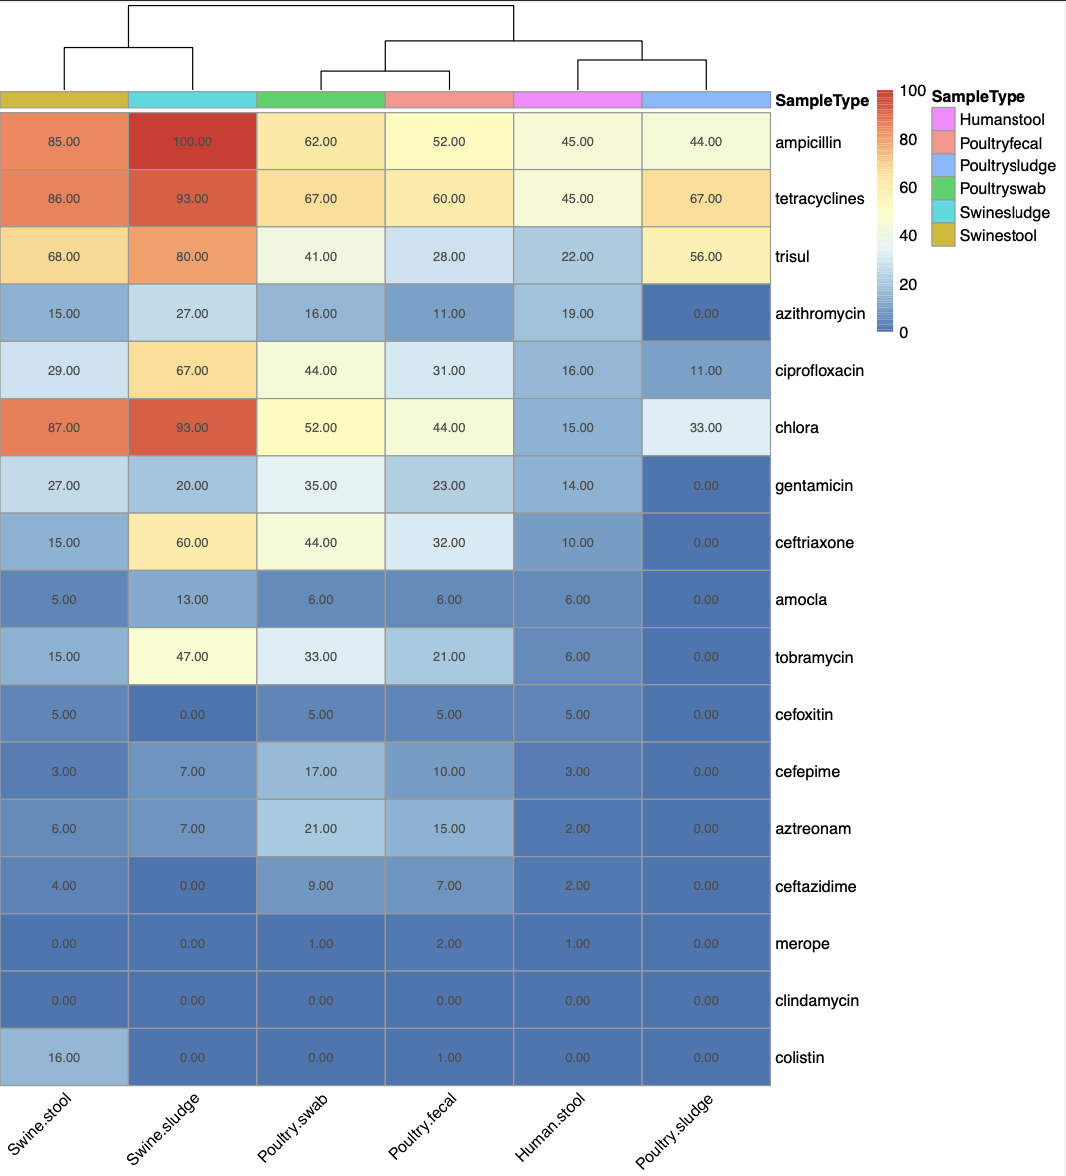 SampleType
85.00 100.00 62.00 52.00 45.00 44.00 ampicillin
86.00 93.00 67.00 60.00 45.00 67.00 tetracyclines
68.00 80.00 41.00 28.00 22.00 56.00 trisul
15.00 27.00 16.00 11.00 19.00 0.00 azithromycin
29.00 67.00 44.00 31.00 16.00 11.00 ciprofloxacin
87.00 93.00 52.00 44.00 15.00 33.00 chlora
27.00 20.00 35.00 23.00 14.00 0.00 gentamicin
15.00 60.00 44.00 32.00 10.00 0.00 ceftriaxone
5.00 13.00 6.00 6.00 6.00 0.00 amocla
15.00 47.00 33.00 21.00 6.00 0.00 tobramycin
5.00 0.00 5.00 5.00 5.00 0.00 cefoxitin
3.00 7.00 17.00 10.00 3.00 0.00 cefepime
6.00 7.00 21.00 15.00 2.00 0.00 aztreonam
4.00 0.00 9.00 7.00 2.00 0.00 ceftazidime
0.00 0.00 1.00 2.00 1.00 0.00 merope
0.00 0.00 0.00 0.00 0.00 0.00 clindamycin
16.00 0.00 0.00 1.00 0.00 0.00 colistin
Swine.stool Swine.sludge Poultry.swab Poultry.fecal Human.stool Poultry.sludge
100
80
60
40
20
0
SampleType
Humanstool
Poultryfecal
Poultrysludge
Poultryswab
Swinesludge
Swinestool